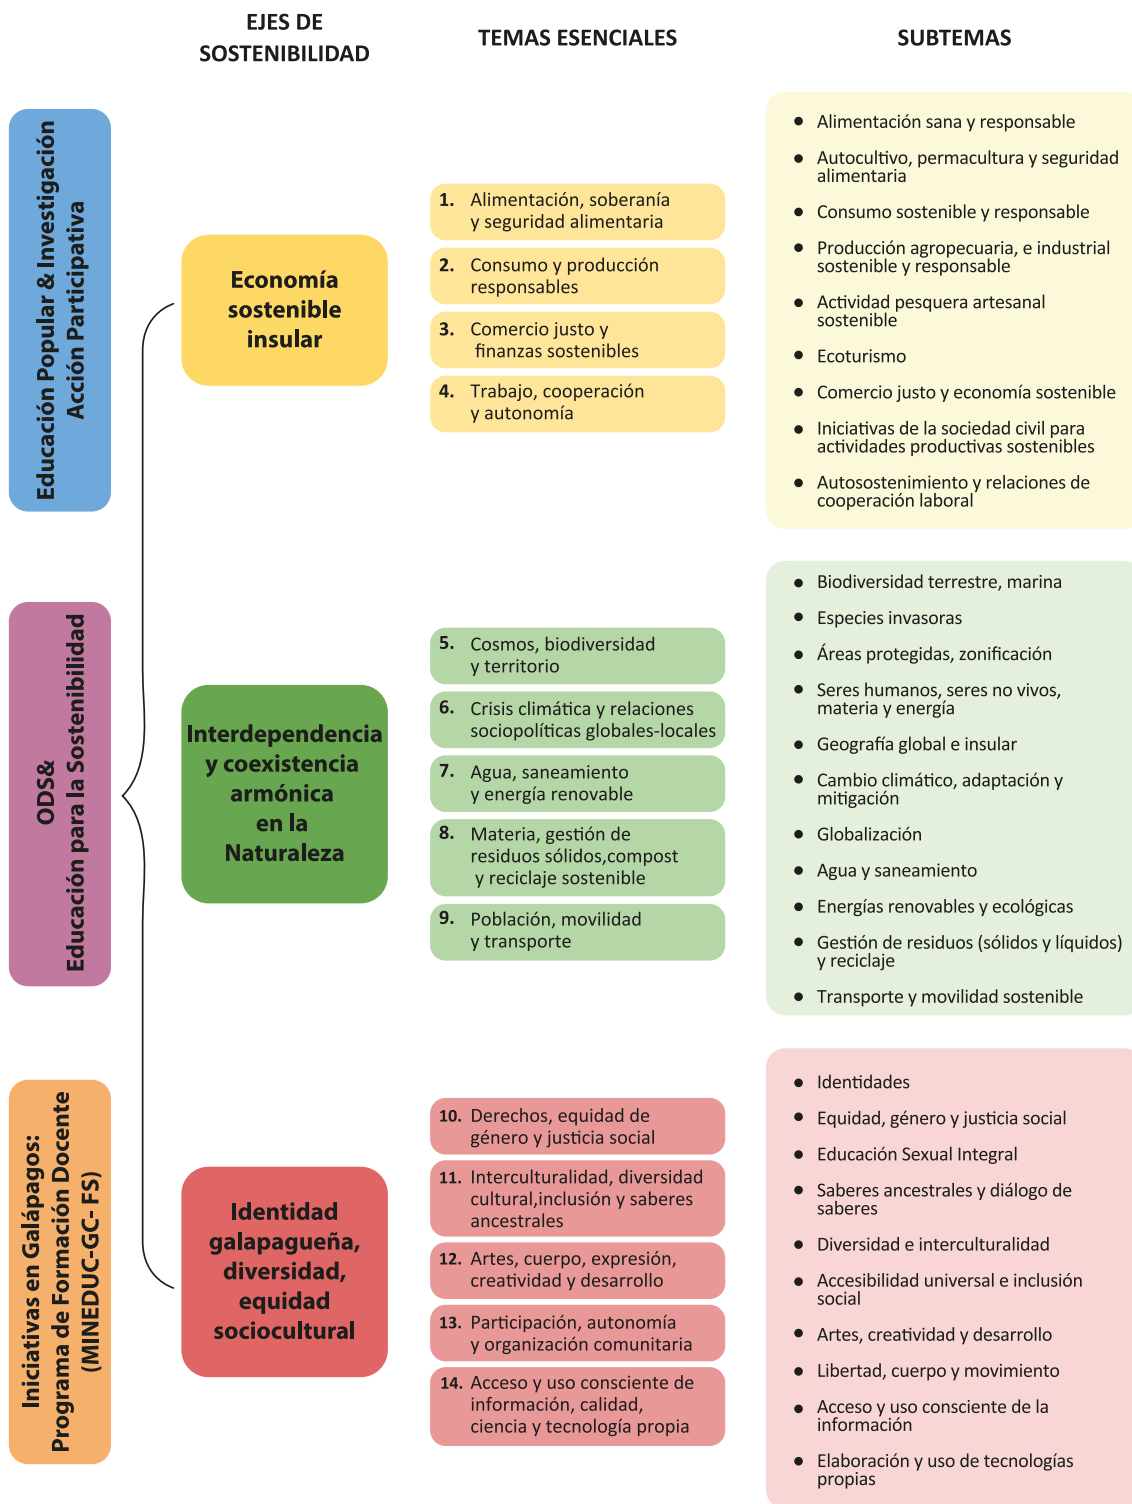 EJES DE
SOSTENIBILIDAD
TEMAS ESENCIALES
SUBTEMAS
Educación Popular & Investigación
Acción Participativa
Economía
sostenible
insular
1. Alimentación, soberanía
y seguridad alimentaria
2. Consumo y producción
responsables
3. Comercio justo y
finanzas sostenibles
4. Trabajo, cooperación
y autonomía
• Alimentación sana y responsable
• Autocultivo, permacultura y seguridad
alimentaria
• Consumo sostenible y responsable
• Producción agropecuaria, e industrial
sostenible y responsable
• Actividad pesquera artesanal
sostenible
• Ecoturismo
• Comercio justo y economía sostenible
• Iniciativas de la sociedad civil para
actividades productivas sostenibles
• Autosostenimiento y relaciones de
cooperación laboral
ODS&
Educación para la Sostenibilidad
Interdependencia
y coexistencia
armónica
en la
Naturaleza
5. Cosmos, biodiversidad
y territorio
6. Crisis climática y relaciones
sociopolíticas globales-locales
7. Agua, saneamiento
y energía renovable
8. Materia, gestión de
residuos sólidos,compost
y reciclaje sostenible
9. Población, movilidad
y transporte
• Biodiversidad terrestre, marina
• Especies invasoras
• Áreas protegidas, zonificación
• Seres humanos, seres no vivos,
materia y energía
• Geografía global e insular
• Cambio climático, adaptación y
mitigación
• Globalización
• Agua y saneamiento
• Energías renovables y ecológicas
• Gestión de residuos (sólidos y líquidos)
y reciclaje
• Transporte y movilidad sostenible
Iniciativas en Galápagos:
Programa de Formación Docente
(MINEDUC-GC- FS)
Identidad
galapagueña,
diversidad,
equidad
sociocultural
10. Derechos, equidad de
género y justicia social
11. Interculturalidad, diversidad
cultural,inclusión y saberes
ancestrales
12. Artes, cuerpo, expresión,
creatividad y desarrollo
13. Participación, autonomía
y organización comunitaria
14. Acceso y uso consciente de
información, calidad,
ciencia y tecnología propia
• Identidades
• Equidad, género y justicia social
• Educación Sexual Integral
• Saberes ancestrales y diálogo de
saberes
• Diversidad e interculturalidad
• Accesibilidad universal e inclusión
social
• Artes, creatividad y desarrollo
• Libertad, cuerpo y movimiento
• Acceso y uso consciente de la
información
• Elaboración y uso de tecnologías
propias